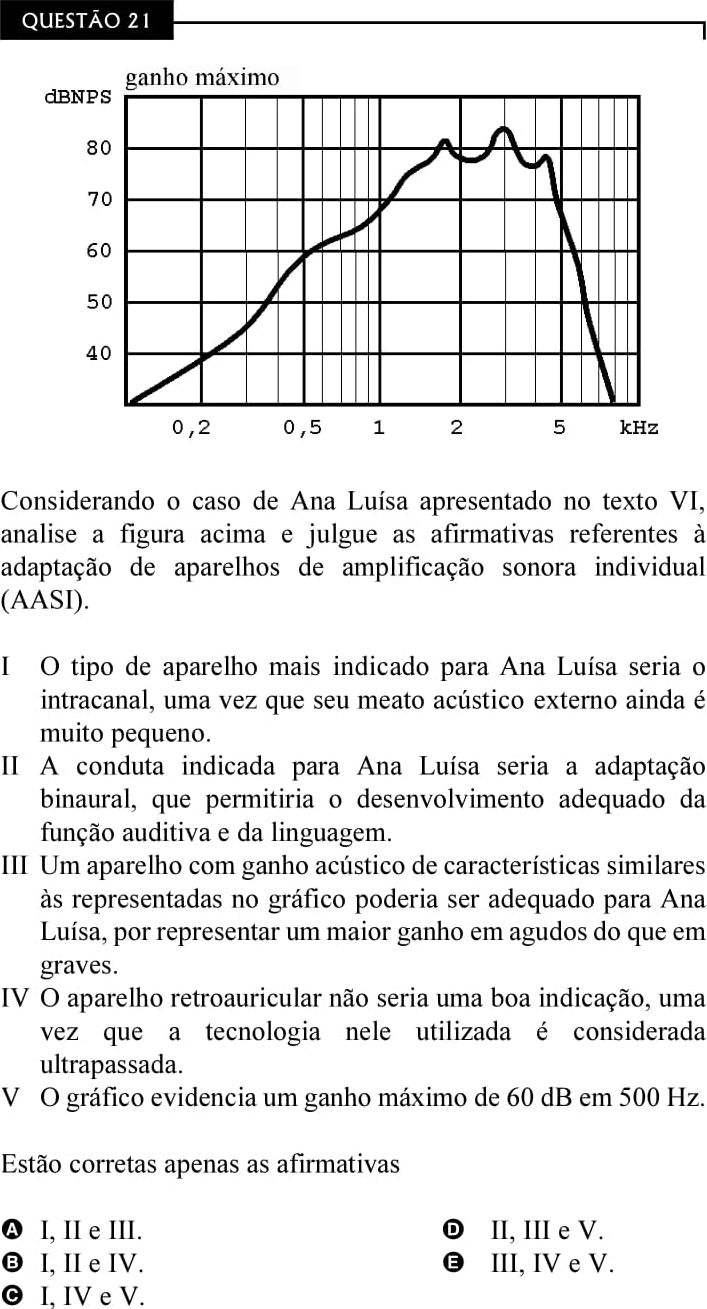 QUESTÃO 21
ganho máximo
dBNPS
80
70
60
50
40
0,2 0,5 1 2 5 kHz
Considerando o caso de Ana Luísa apresentado no texto VI,
analise a figura acima e julgue as afirmativas referentes à
adaptação de aparelhos de amplificação sonora individual
(AASI).
I O tipo de aparelho mais indicado para Ana Luísa seria o
intracanal, uma vez que seu meato acústico externo ainda é
muito pequeno.
II A conduta indicada para Ana Luísa seria a adaptação
binaural, que permitiria o desenvolvimento adequado da
função auditiva e da linguagem.
III Um aparelho com ganho acústico de características similares
às representadas no gráfico poderia ser adequado para Ana
Luísa, por representar um maior ganho em agudos do que em
graves.
IV O aparelho retroauricular não seria uma boa indicação, uma
vez que a tecnologia nele utilizada é considerada
ultrapassada.
V O gráfico evidencia um ganho máximo de 60 dB em 500 Hz.
Estão corretas apenas as afirmativas
A I, II e III.
B I, II e IV.
C I, IV e V.
D II, III e V.
E III, IV e V.